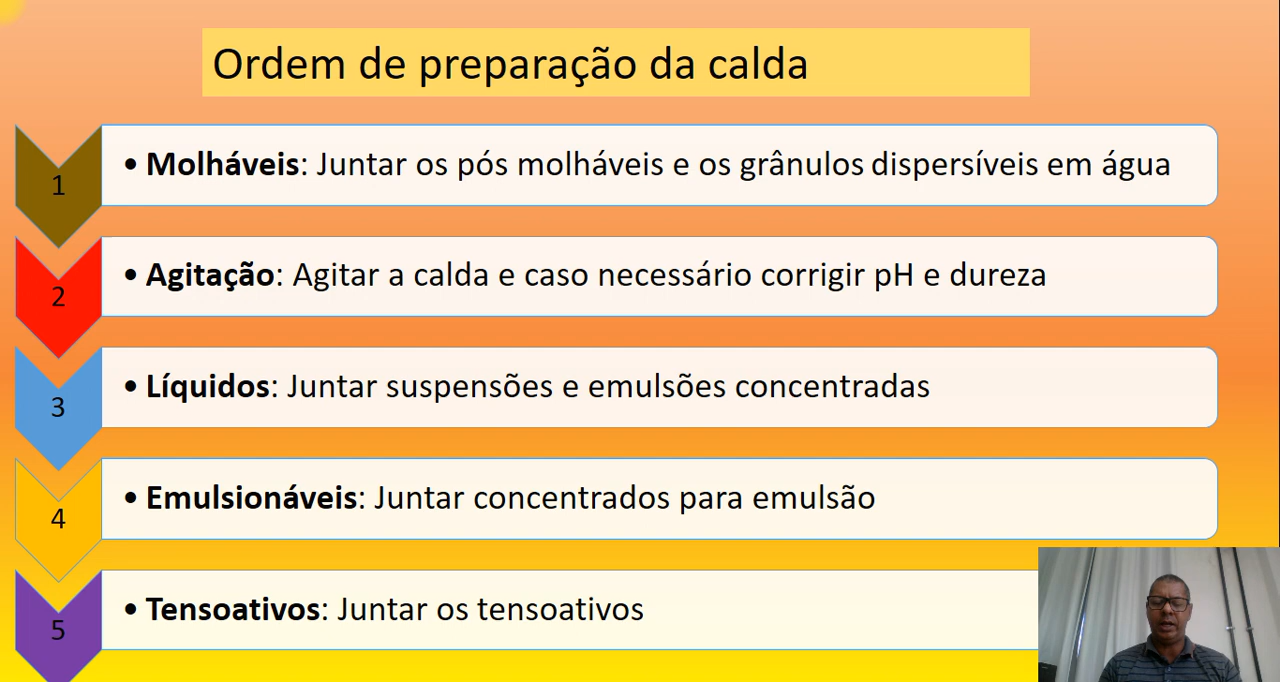 Ordem de preparação da calda
1
• Molháveis: Juntar os pós molháveis e os grânulos dispersíveis em água
2
• Agitação: Agitar a calda e caso necessário corrigir pH e dureza
3
• Líquidos: Juntar suspensões e emulsões concentradas
4
• Emulsionáveis: Juntar concentrados para emulsão
5
• Tensoativos: Juntar os tensoativos